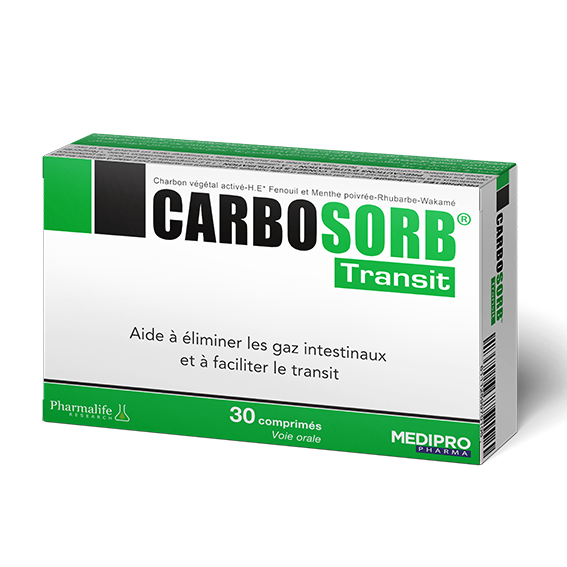 Charbon végétal activé-H.E* Fenouil et Menthe poivrée-Rhubarbe-Wakamé
CARBOSORB®
Transit
Aide à éliminer les gaz intestinaux
et à faciliter le transit
Pharmalife
RESEARCH
30 comprimés
Voie orale
MEDIPRO
PHARMA
CARBOSORB
Transit